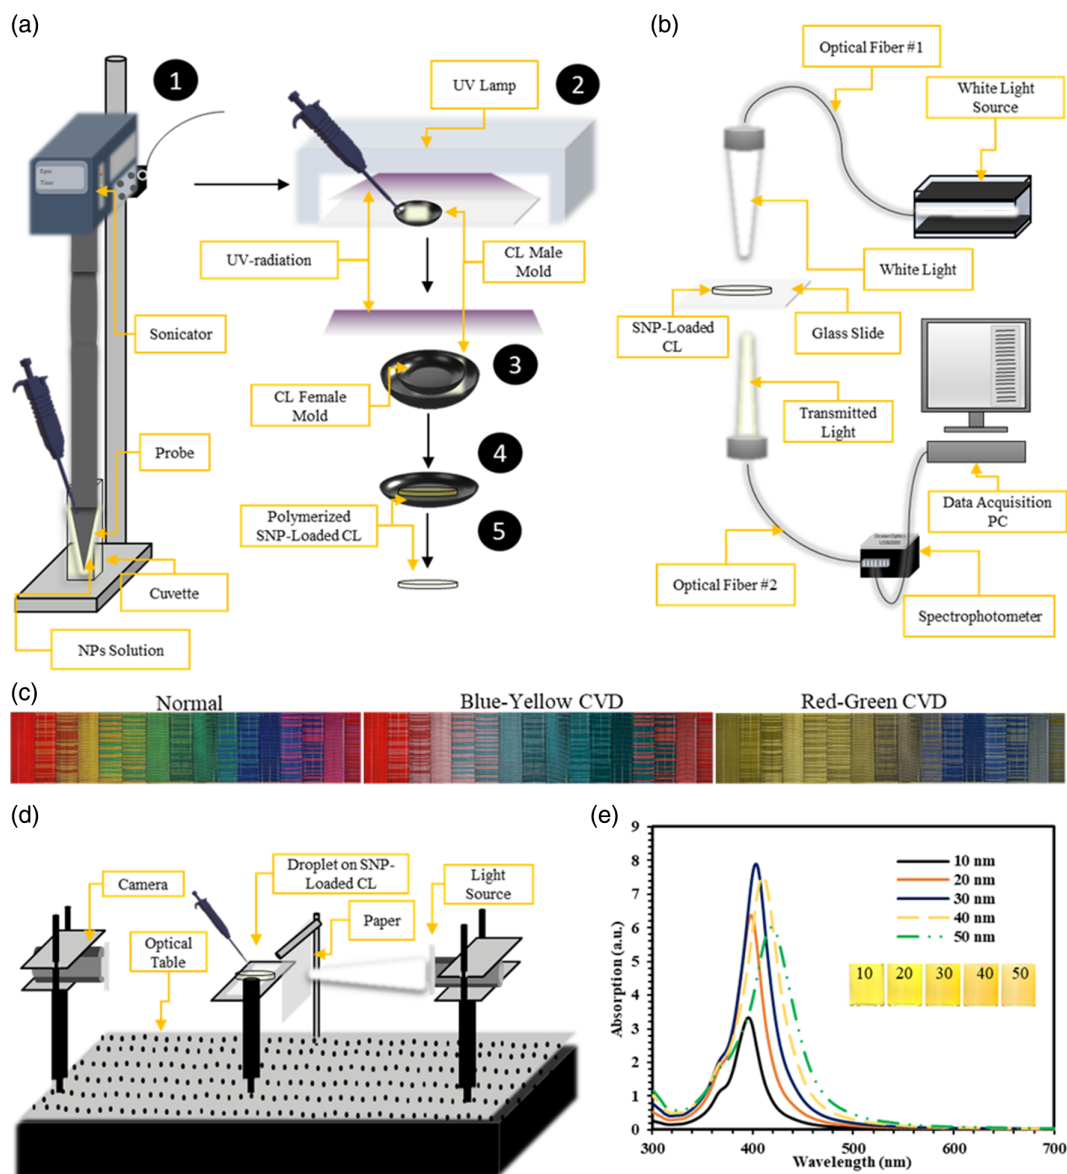 (a)
1
2
UV Lamp
Rpm
Time
UV-radiation
CL Male
Mold
Sonicator
3
CL Female
Mold
Probe
4
Polymerized
SNP-Loaded CL
5
Cuvette
NPs Solution
(b)
Optical Fiber #1
White Light
Source
White Light
SNP-Loaded
CL
Glass Slide
Transmitted
Light
Data Acquisition
PC
Ocean Optics
USB2000
Optical Fiber #2
Spectrophotometer
(c)
Normal
Blue-Yellow CVD
Red-Green CVD
(d)
Droplet on SNP-
Loaded CL
Camera
Light
Source
Paper
Optical
Table
(e)
9
8
7
6
5
4
3
2
1
0
Absorption (a.u.)
10 nm
20 nm
30 nm
40 nm
50 nm
10 20 30 40 50
300 400 500 600 700
Wavelength (nm)